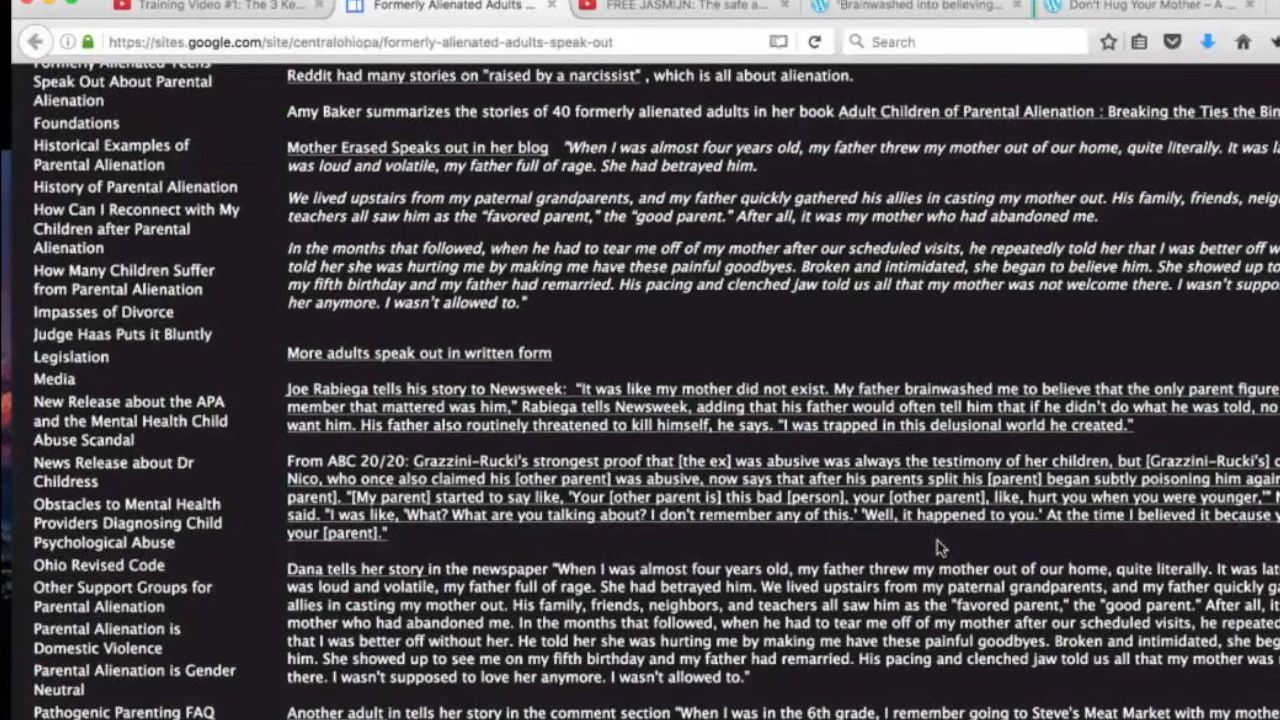 Training Video #1: The 3 Ke...
Formerly Alienated Adults ...
FREE JASMIJN: The safe a...
"Brainwashed into believing...
Don't Hug Your Mother – A ...
https://sites.google.com/site/centralohiopa/formerly-alienated-adults-speak-out
Search
Formerly Alienated Teens
Speak Out About Parental
Alienation
Foundations
Historical Examples of
Parental Alienation
History of Parental Alienation
How Can I Reconnect with My
Children after Parental
Alienation
How Many Children Suffer
from Parental Alienation
Impasses of Divorce
Judge Haas Puts it Bluntly
Legislation
Media
New Release about the APA
and the Mental Health Child
Abuse Scandal
News Release about Dr
Childress
Obstacles to Mental Health
Providers Diagnosing Child
Psychological Abuse
Ohio Revised Code
Other Support Groups for
Parental Alienation
Parental Alienation is
Domestic Violence
Parental Alienation is Gender
Neutral
Pathogenic Parenting FAQ
Reddit had many stories on "raised by a narcissist" , which is all about alienation.
Amy Baker summarizes the stories of 40 formerly alienated adults in her book Adult Children of Parental Alienation : Breaking the Ties the Bin
Mother Erased Speaks out in her blog "When I was almost four years old, my father threw my mother out of our home, quite literally. It was la
was loud and volatile, my father full of rage. She had betrayed him.
We lived upstairs from my paternal grandparents, and my father quickly gathered his allies in casting my mother out. His family, friends, neig
teachers all saw him as the "favored parent," the "good parent." After all, it was my mother who had abandoned me.
In the months that followed, when he had to tear me off of my mother after our scheduled visits, he repeatedly told her that I was better off w
told her she was hurting me by making me have these painful goodbyes. Broken and intimidated, she began to believe him. She showed up to
my fifth birthday and my father had remarried. His pacing and clenched jaw told us all that my mother was not welcome there. I wasn't suppo
her anymore. I wasn't allowed to."
More adults speak out in written form
Joe Rabiega tells his story to Newsweek: "It was like my mother did not exist. My father brainwashed me to believe that the only parent figure
member that mattered was him," Rabiega tells Newsweek, adding that his father would often tell him that if he didn't do what he was told, no
want him. His father also routinely threatened to kill himself, he says. "I was trapped in this delusional world he created."
From ABC 20/20: Grazzini-Rucki's strongest proof that [the ex] was abusive was always the testimony of her children, but [Grazzini-Rucki's]
Nico, who once also claimed his [other parent] was abusive, now says that after his parents split his [parent] began subtly poisoning him again
parent]. "[My parent] started to say like, 'Your [other parent is] this bad [person], your [other parent], like, hurt you when you were younger,'"
said. "I was like, 'What? What are you talking about? I don't remember any of this.' 'Well, it happened to you.' At the time I believed it because y
your [parent]."
Dana tells her story in the newspaper "When I was almost four years old, my father threw my mother out of our home, quite literally. It was late
was loud and volatile, my father full of rage. She had betrayed him. We lived upstairs from my paternal grandparents, and my father quickly ga
allies in casting my mother out. His family, friends, neighbors, and teachers all saw him as the "favored parent," the "good parent." After all, it
mother who had abandoned me. In the months that followed, when he had to tear me off of my mother after our scheduled visits, he repeated
that I was better off without her. He told her she was hurting me by making me have these painful goodbyes. Broken and intimidated, she beg
him. She showed up to see me on my fifth birthday and my father had remarried. His pacing and clenched jaw told us all that my mother was
there. I wasn't supposed to love her anymore. I wasn't allowed to."
Another adult in tells her story in the comment section "When I was in the 6th grade, I remember going to Steve's Meat Market with my mothe